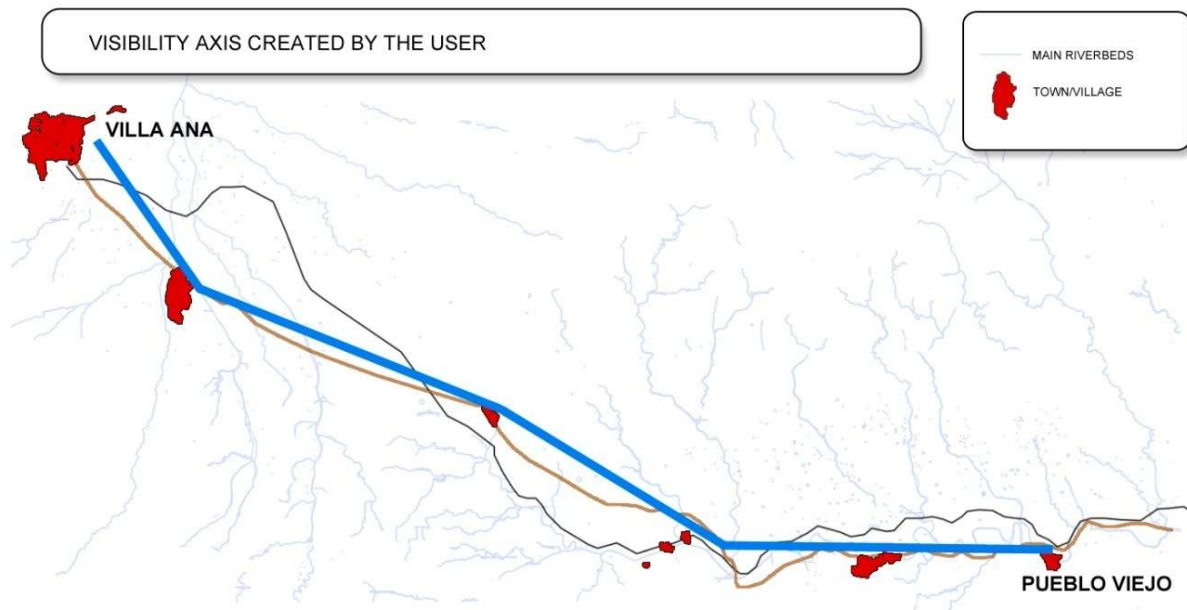 VISIBILITY AXIS CREATED BY THE USER
MAIN RIVERBEDS
TOWN/VILLAGE
VILLA ANA
PUEBLO VIEJO